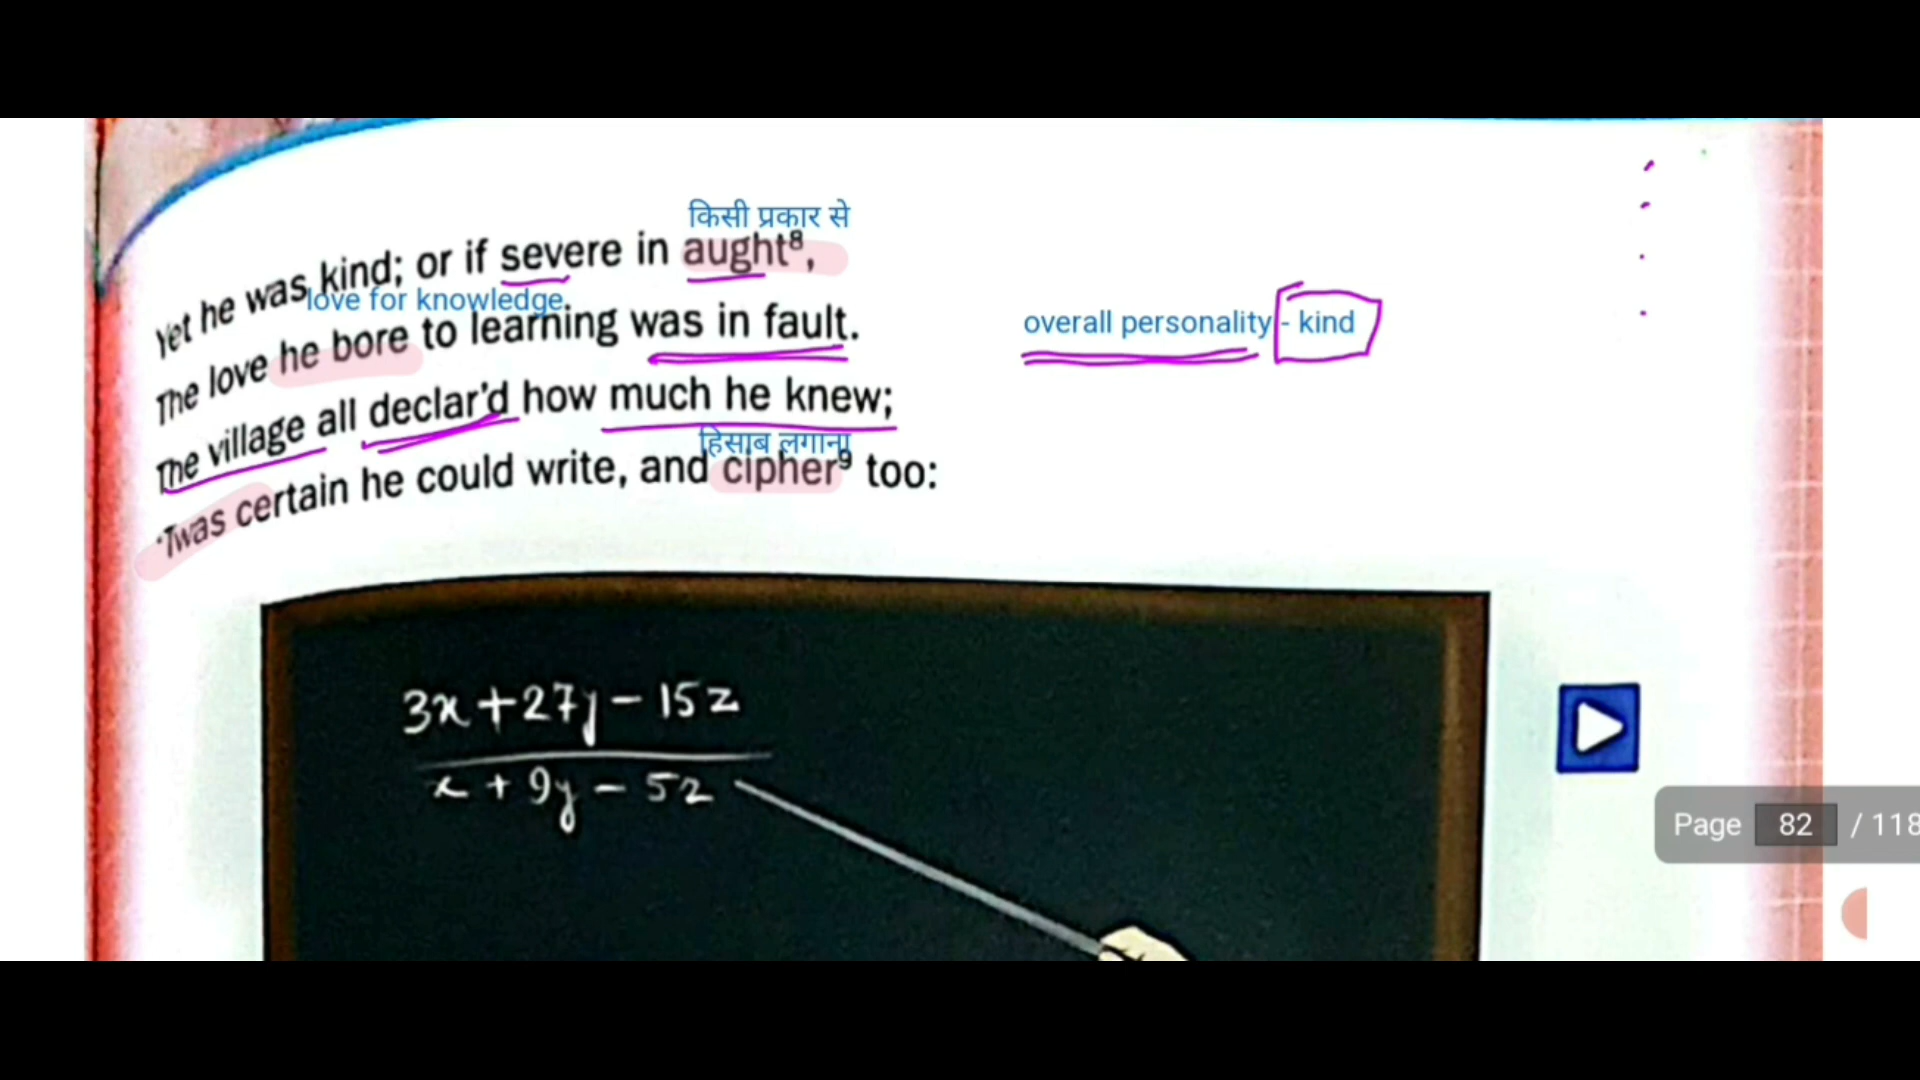 किसी प्रकार से
Yet he was kind; or if severe in aught⁸,
love for knowledge.
The love he bore to learning was in fault.
overall personality - kind
The village all declar'd how much he knew;
हिसाब लगाना
'Twas certain he could write, and cipher⁹ too:
3x+27y-15z
x+9y-5z
Page 82 / 118